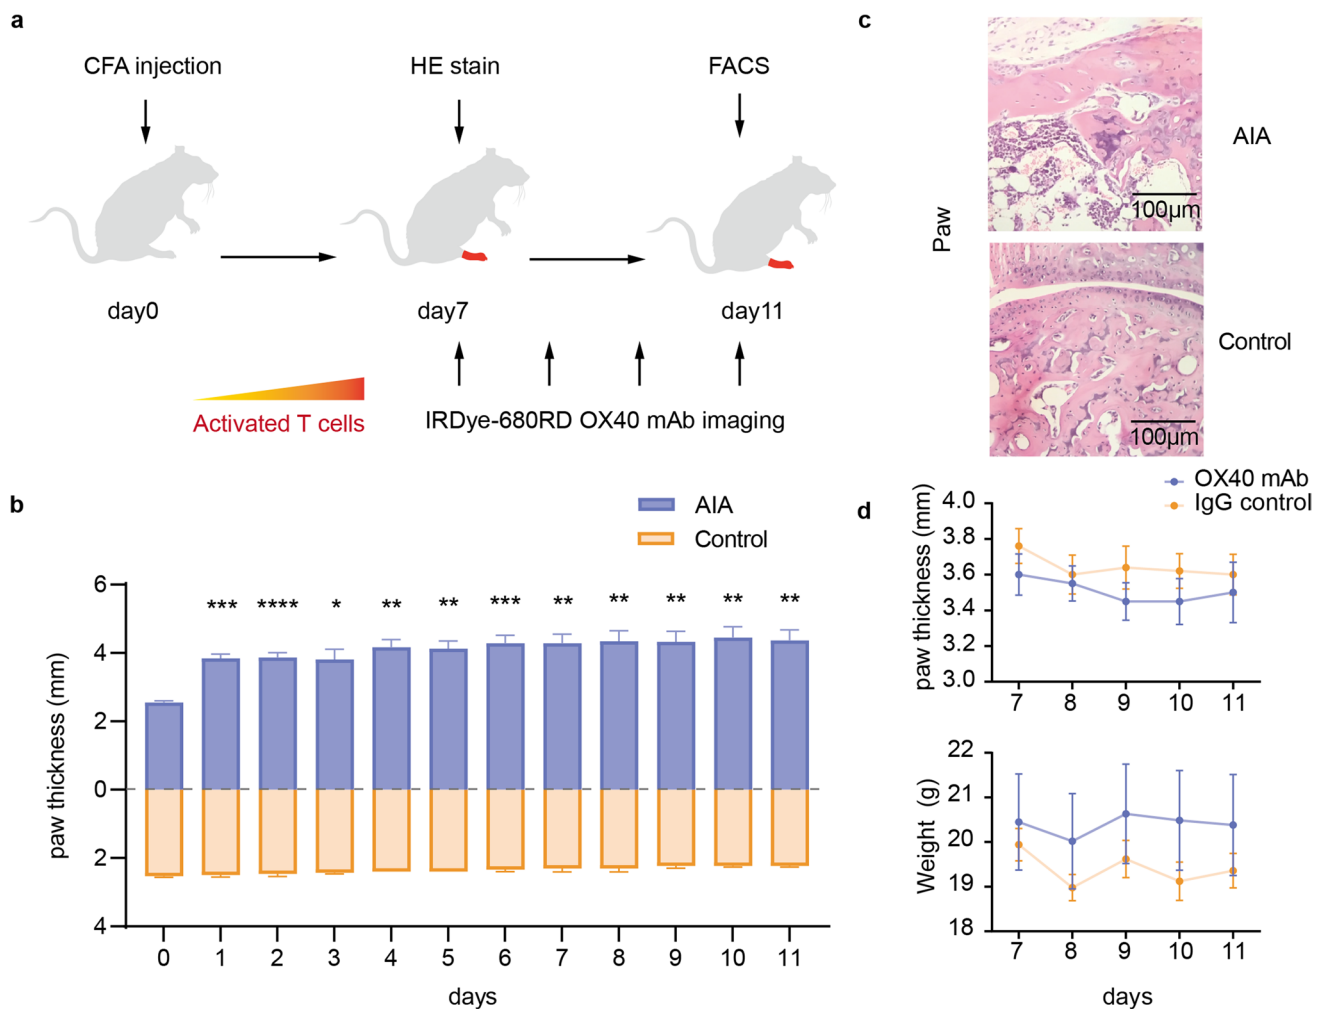 a
CFA injection
HE stain
FACS
day0
day7
day11
Activated T cells
IRDye-680RD OX40 mAb imaging
c
Paw
AIA
100μm
Control
100μm
b
AIA
Control
paw thickness (mm)
6
4
2
0
2
4
*** **** * ** ** *** ** ** ** ** **
0 1 2 3 4 5 6 7 8 9 10 11
days
d
OX40 mAb
IgG control
paw thickness (mm)
4.0
3.8
3.6
3.4
3.2
3.0
7 8 9 10 11
Weight (g)
22
21
20
19
18
7 8 9 10 11
days